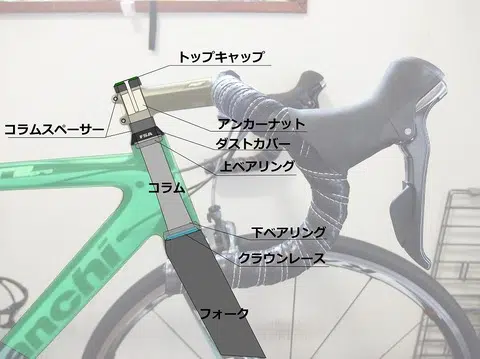 トップキャップ
コラムスペーサー
アンカーナット
FSA
ダストカバー
上ベアリング
コラム
下ベアリング
クラウンレース
フォーク
anchi